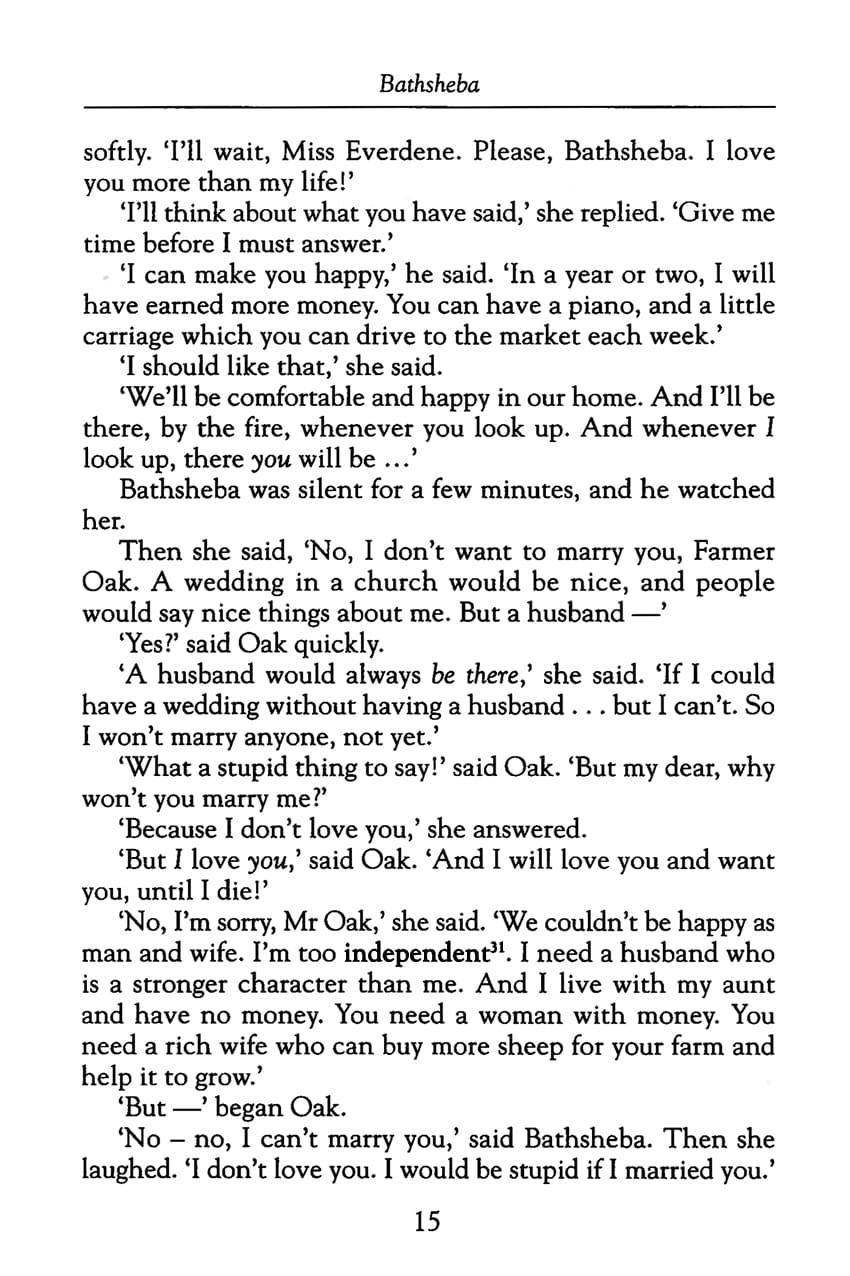 Bathsheba
softly. ‘I’ll wait, Miss Everdene. Please, Bathsheba. I love
you more than my life!’
‘I’ll think about what you have said,’ she replied. ‘Give me
time before I must answer.’
‘I can make you happy,’ he said. ‘In a year or two, I will
have earned more money. You can have a piano, and a little
carriage which you can drive to the market each week.’
‘I should like that,’ she said.
‘We’ll be comfortable and happy in our home. And I’ll be
there, by the fire, whenever you look up. And whenever I
look up, there you will be ...’
Bathsheba was silent for a few minutes, and he watched
her.
Then she said, ‘No, I don’t want to marry you, Farmer
Oak. A wedding in a church would be nice, and people
would say nice things about me. But a husband —’
‘Yes?’ said Oak quickly.
‘A husband would always be there,’ she said. ‘If I could
have a wedding without having a husband . . . but I can’t. So
I won’t marry anyone, not yet.’
‘What a stupid thing to say!’ said Oak. ‘But my dear, why
won’t you marry me?’
‘Because I don’t love you,’ she answered.
‘But I love you,’ said Oak. ‘And I will love you and want
you, until I die!’
‘No, I’m sorry, Mr Oak,’ she said. ‘We couldn’t be happy as
man and wife. I’m too independent³¹. I need a husband who
is a stronger character than me. And I live with my aunt
and have no money. You need a woman with money. You
need a rich wife who can buy more sheep for your farm and
help it to grow.’
‘But —’ began Oak.
‘No – no, I can’t marry you,’ said Bathsheba. Then she
laughed. ‘I don’t love you. I would be stupid if I married you.’
15